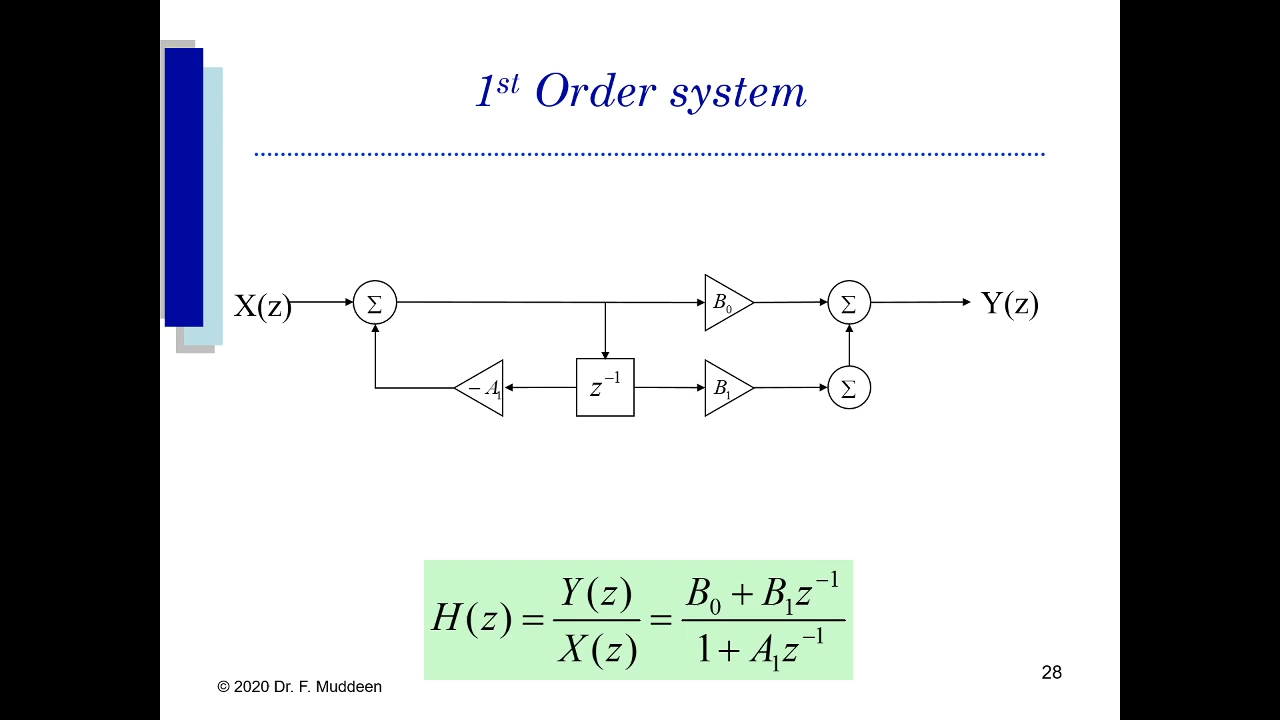 1st Order system
X(z) Σ B0 Σ Y(z)
− A1 z−1 B1 Σ
H(z) = Y(z) / X(z) = B0 + B1z−1 / 1 + A1z−1
© 2020 Dr. F. Muddeen
28